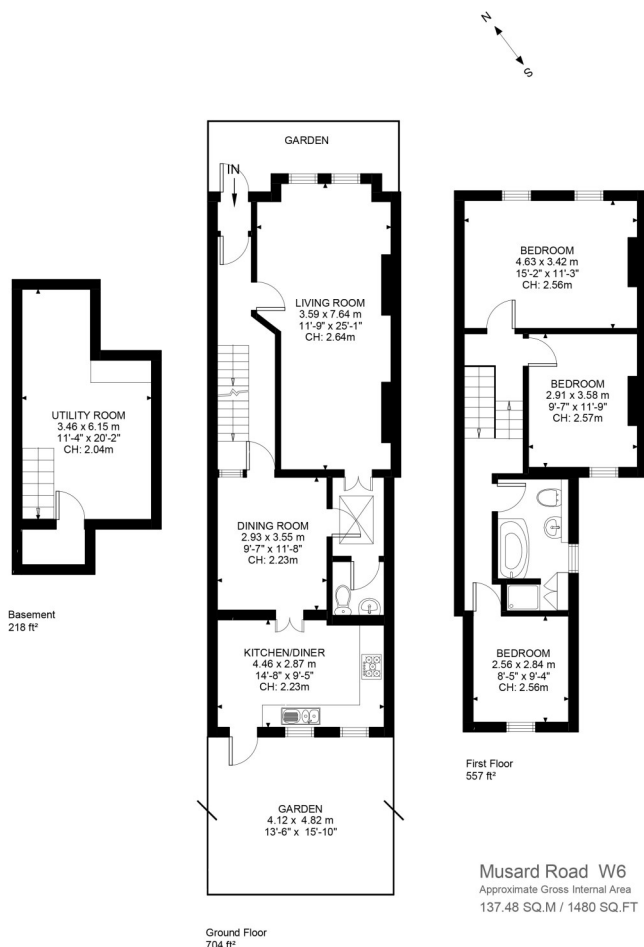 N
S
GARDEN
IN
LIVING ROOM
3.59 x 7.64 m
11'-9" x 25'-1"
CH: 2.64m
BEDROOM
4.63 x 3.42 m
15'-2" x 11'-3"
CH: 2.56m
BEDROOM
2.91 x 3.58 m
9'-7" x 11'-9"
CH: 2.57m
UTILITY ROOM
3.46 x 6.15 m
11'-4" x 20'-2"
CH: 2.04m
DINING ROOM
2.93 x 3.55 m
9'-7" x 11'-8"
CH: 2.23m
Basement
218 ft²
KITCHEN/DINER
4.46 x 2.87 m
14'-8" x 9'-5"
CH: 2.23m
BEDROOM
2.56 x 2.84 m
8'-5" x 9'-4"
CH: 2.56m
First Floor
557 ft²
GARDEN
4.12 x 4.82 m
13'-6" x 15'-10"
Musard Road W6
Approximate Gross Internal Area
137.48 SQ.M / 1480 SQ.FT
Ground Floor
704 ft²